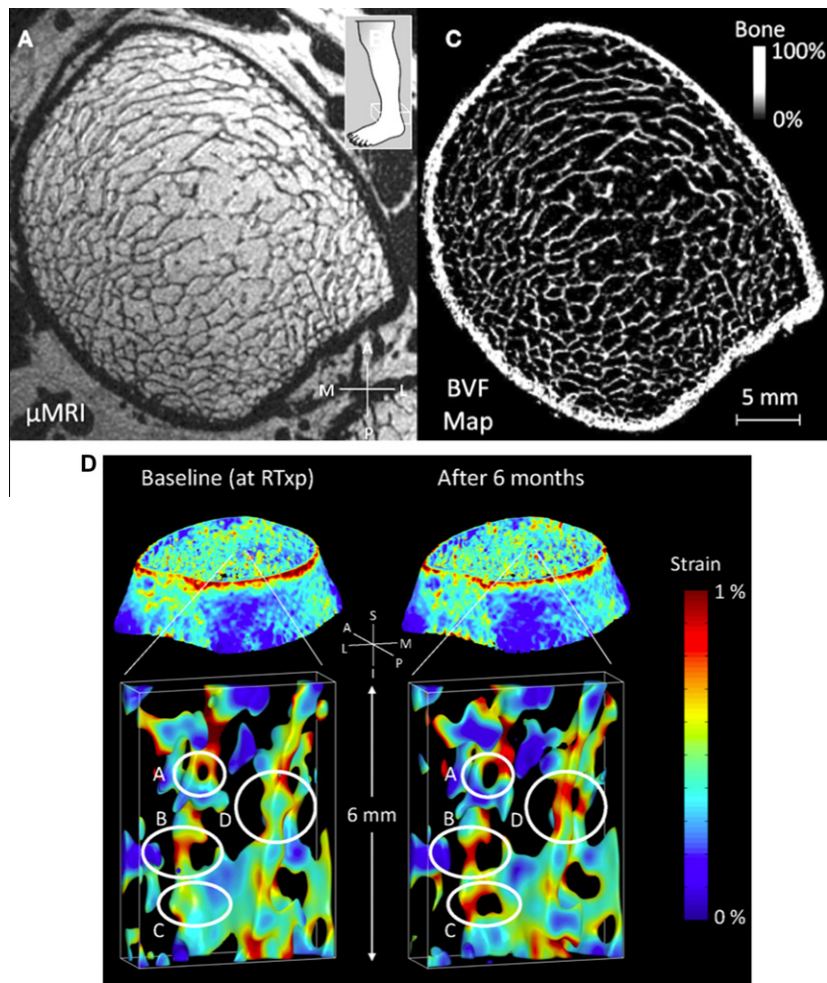 A
C
Bone
100%
0%
µMRI
A
M
L
P
BVF
Map
5 mm
D
Baseline (at RTxp)
After 6 months
Strain
1 %
0 %
S
A
M
L
P
I
6 mm
A
B
D
C
A
B
D
C